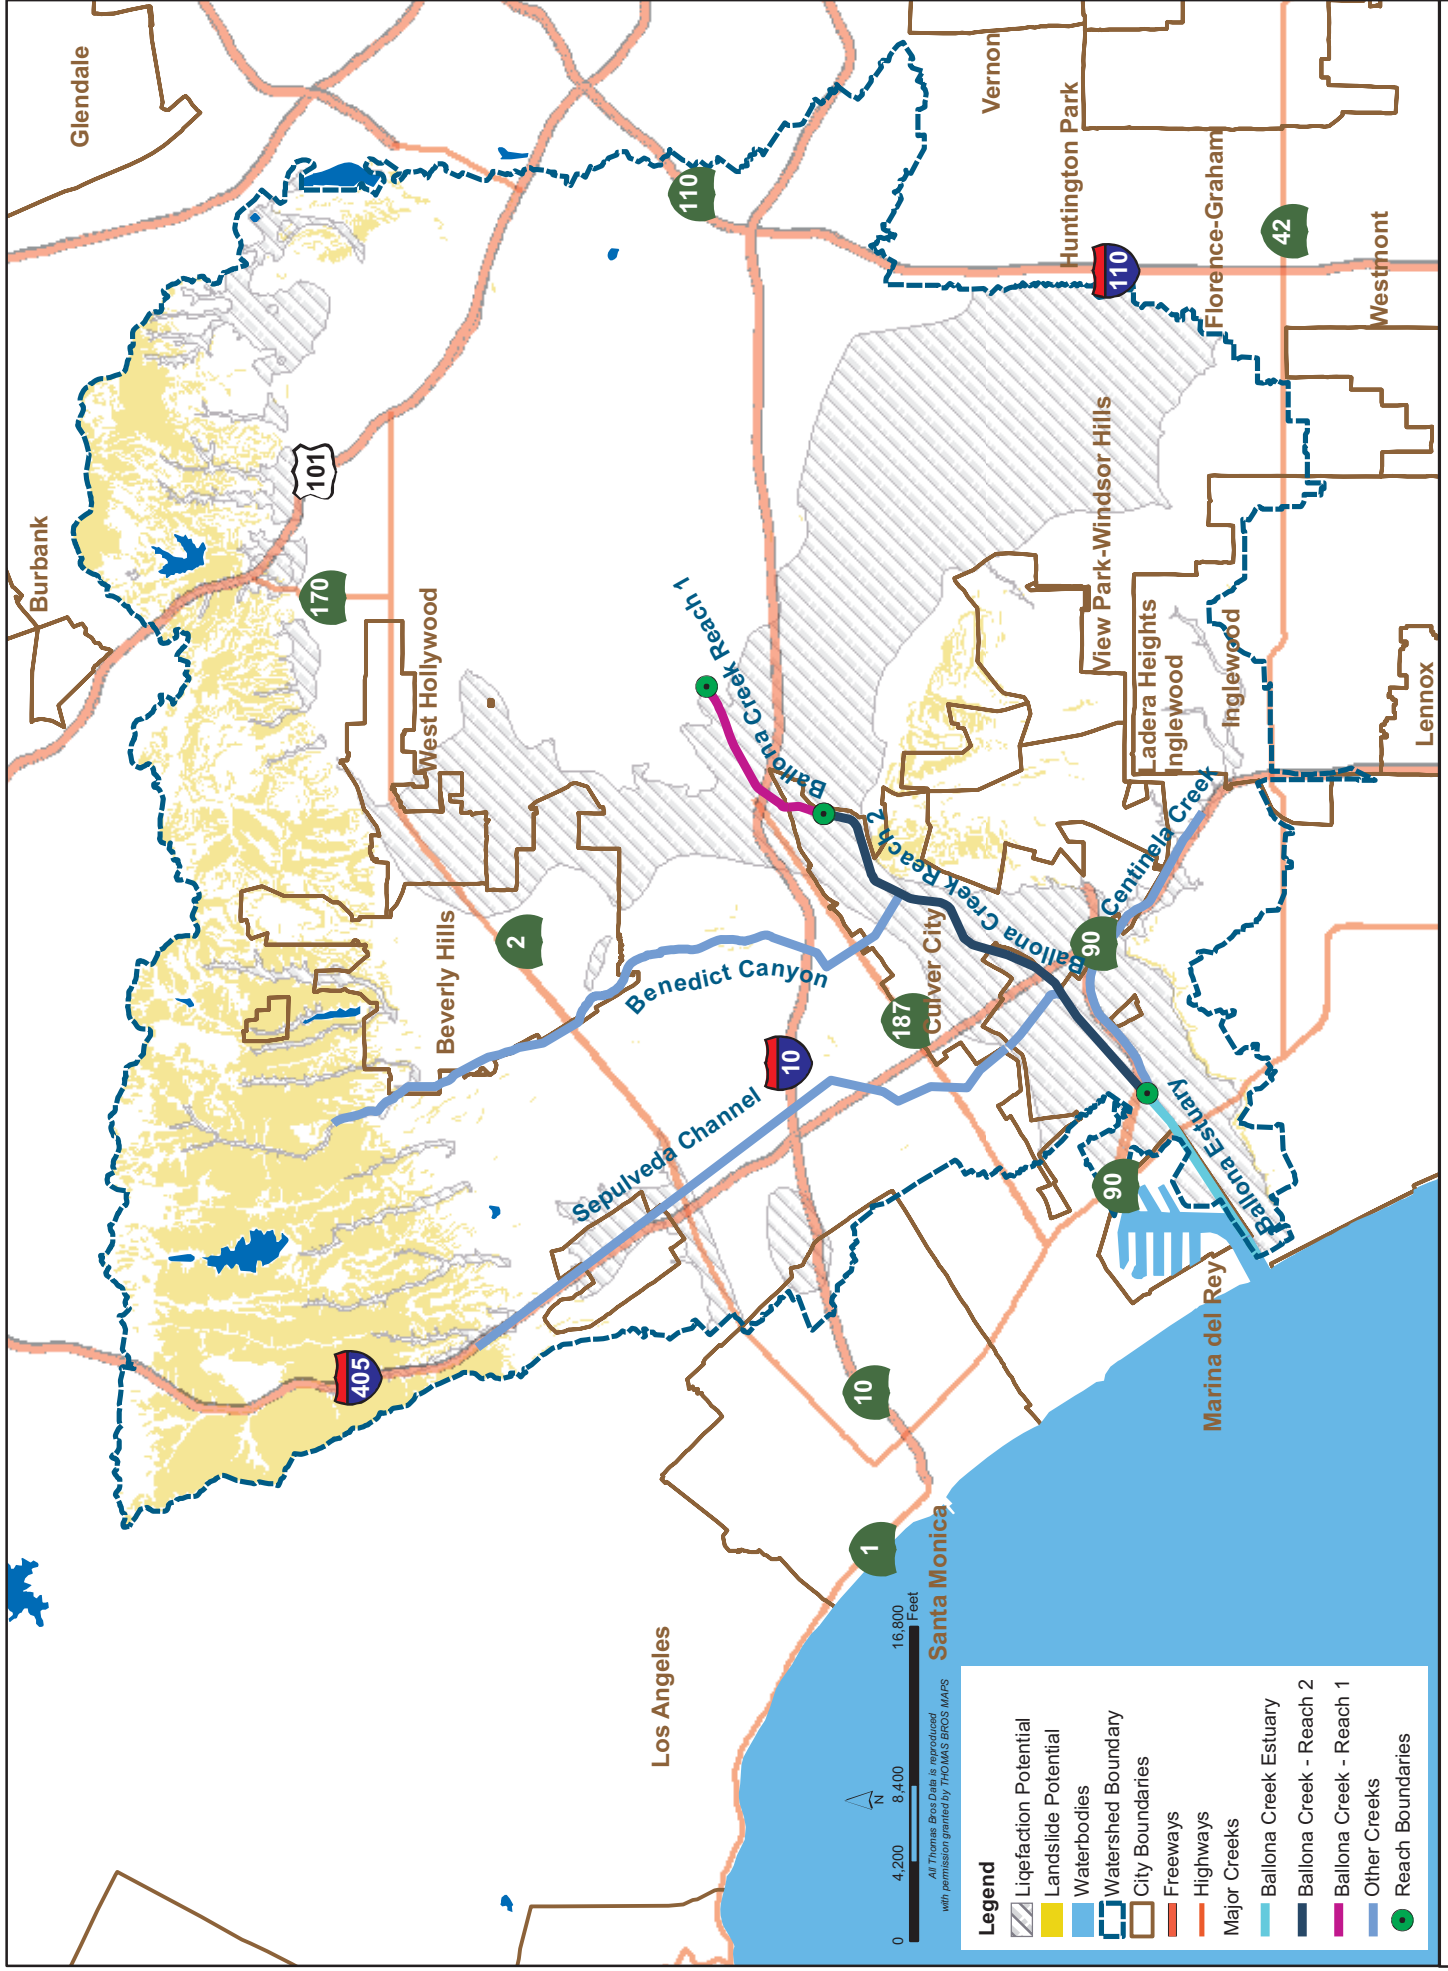 Glendale
Burbank
Vernon
Huntington Park
Florence-Graham
Westmont
110
110
42
101
170
West Hollywood
Ballona Creek Reach 1
View Park-Windsor Hills
Ladera Heights
Inglewood
Inglewood
Lennox
Beverly Hills
2
Benedict Canyon
Ballona Creek Reach 2
Centinela Creek
Culver City
187
90
10
Sepulveda Channel
405
90
Ballona Estuary
Marina del Rey
10
1
Santa Monica
Los Angeles
0 4,200 8,400 16,800
Feet
N
All Thomas Bros Data is reproduced
with permission granted by THOMAS BROS MAPS
Legend
Liqefaction Potential
Landslide Potential
Waterbodies
Watershed Boundary
City Boundaries
Freeways
Highways
Major Creeks
Ballona Creek Estuary
Ballona Creek - Reach 2
Ballona Creek - Reach 1
Other Creeks
Reach Boundaries